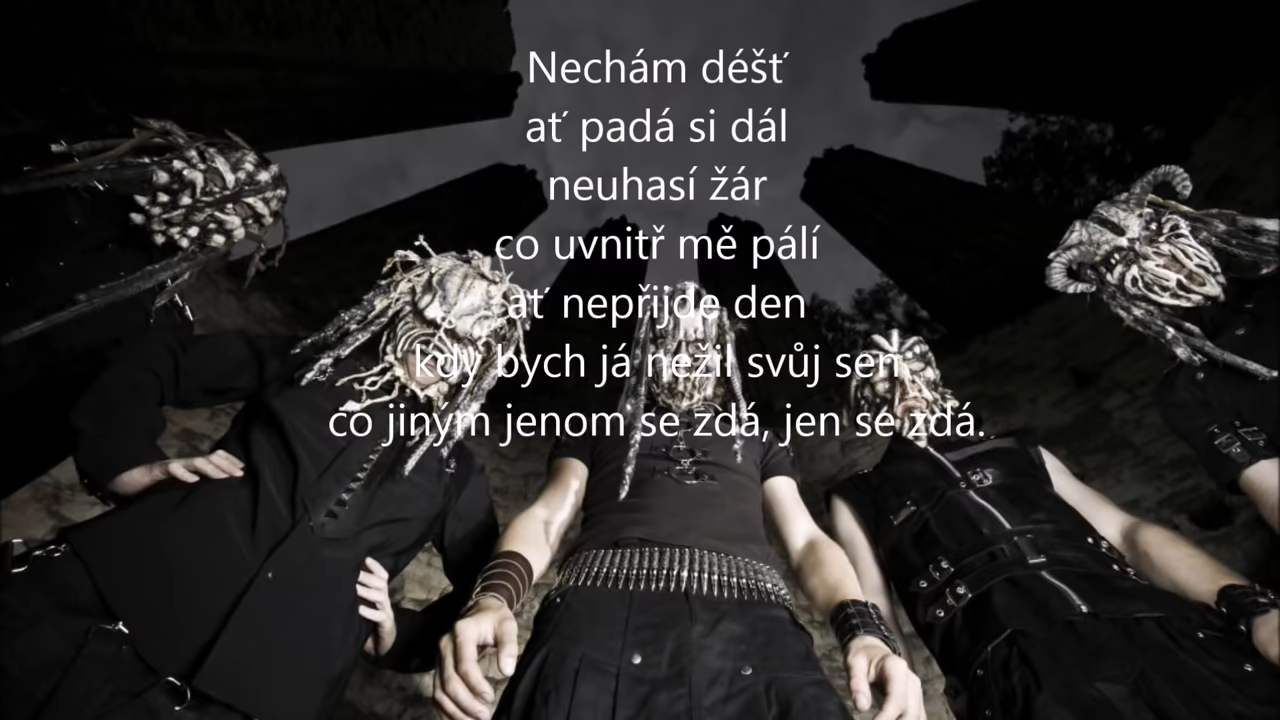 Nechám déšť
ať padá si dál
neuhasí žár
co uvnitř mě pálí
ať nepřijde den
kdy bych já nežil svůj sen
co jiným jenom se zdá, jen se zdá.